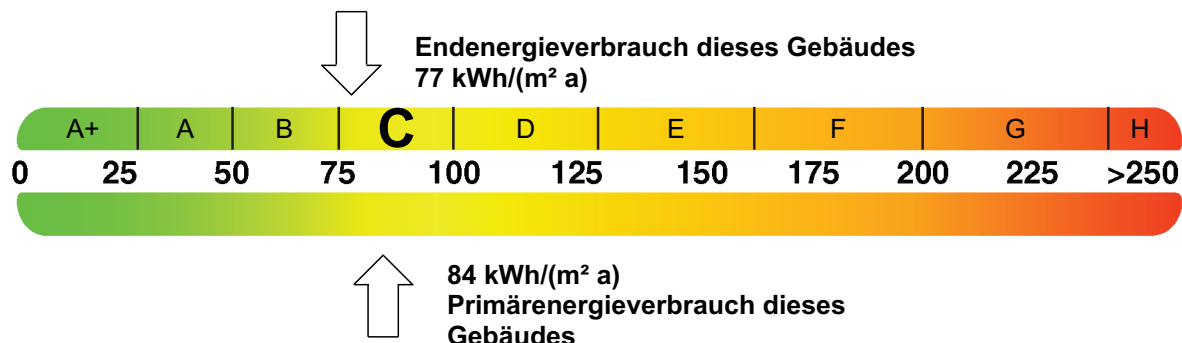 Endenergieverbrauch dieses Gebäudes
77 kWh/(m² a)
A+ A B C D E F G H
0 25 50 75 100 125 150 175 200 225 >250
84 kWh/(m² a)
Primärenergieverbrauch dieses
Gebäudes